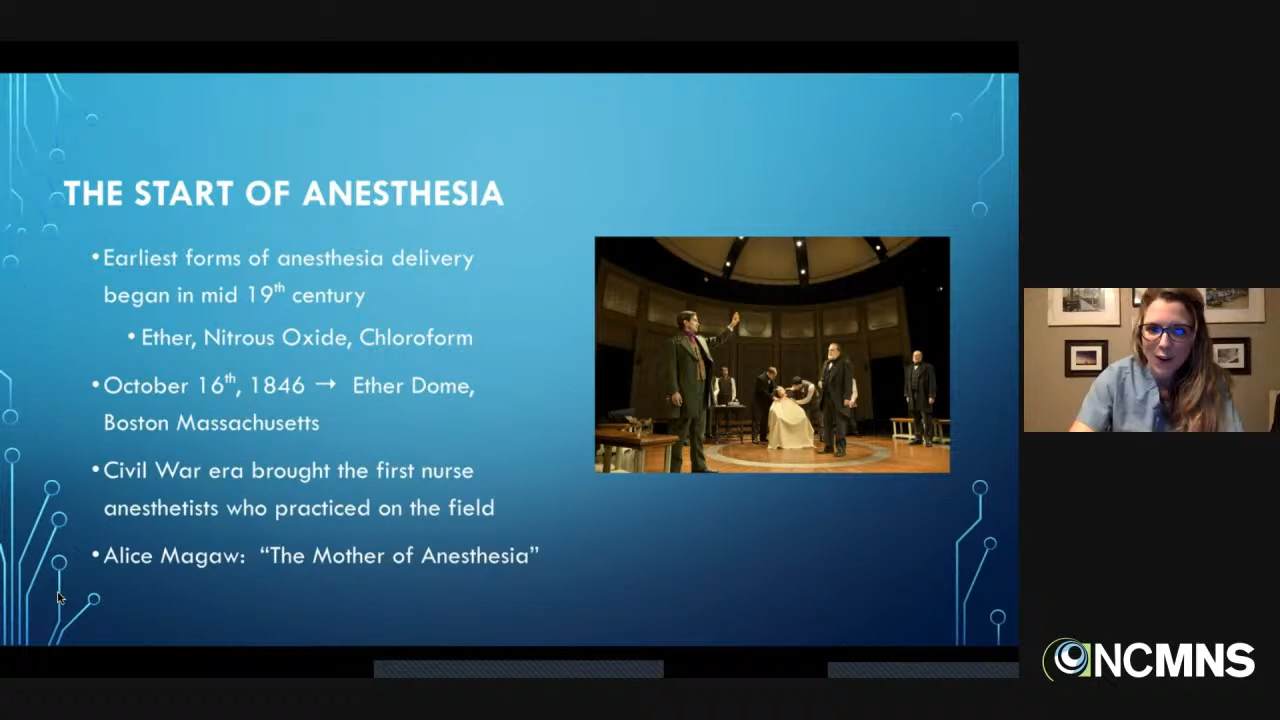 THE START OF ANESTHESIA
•Earliest forms of anesthesia delivery
began in mid 19th century
•Ether, Nitrous Oxide, Chloroform
•October 16th, 1846 → Ether Dome,
Boston Massachusetts
•Civil War era brought the first nurse
anesthetists who practiced on the field
•Alice Magaw: “The Mother of Anesthesia”
NCMNS